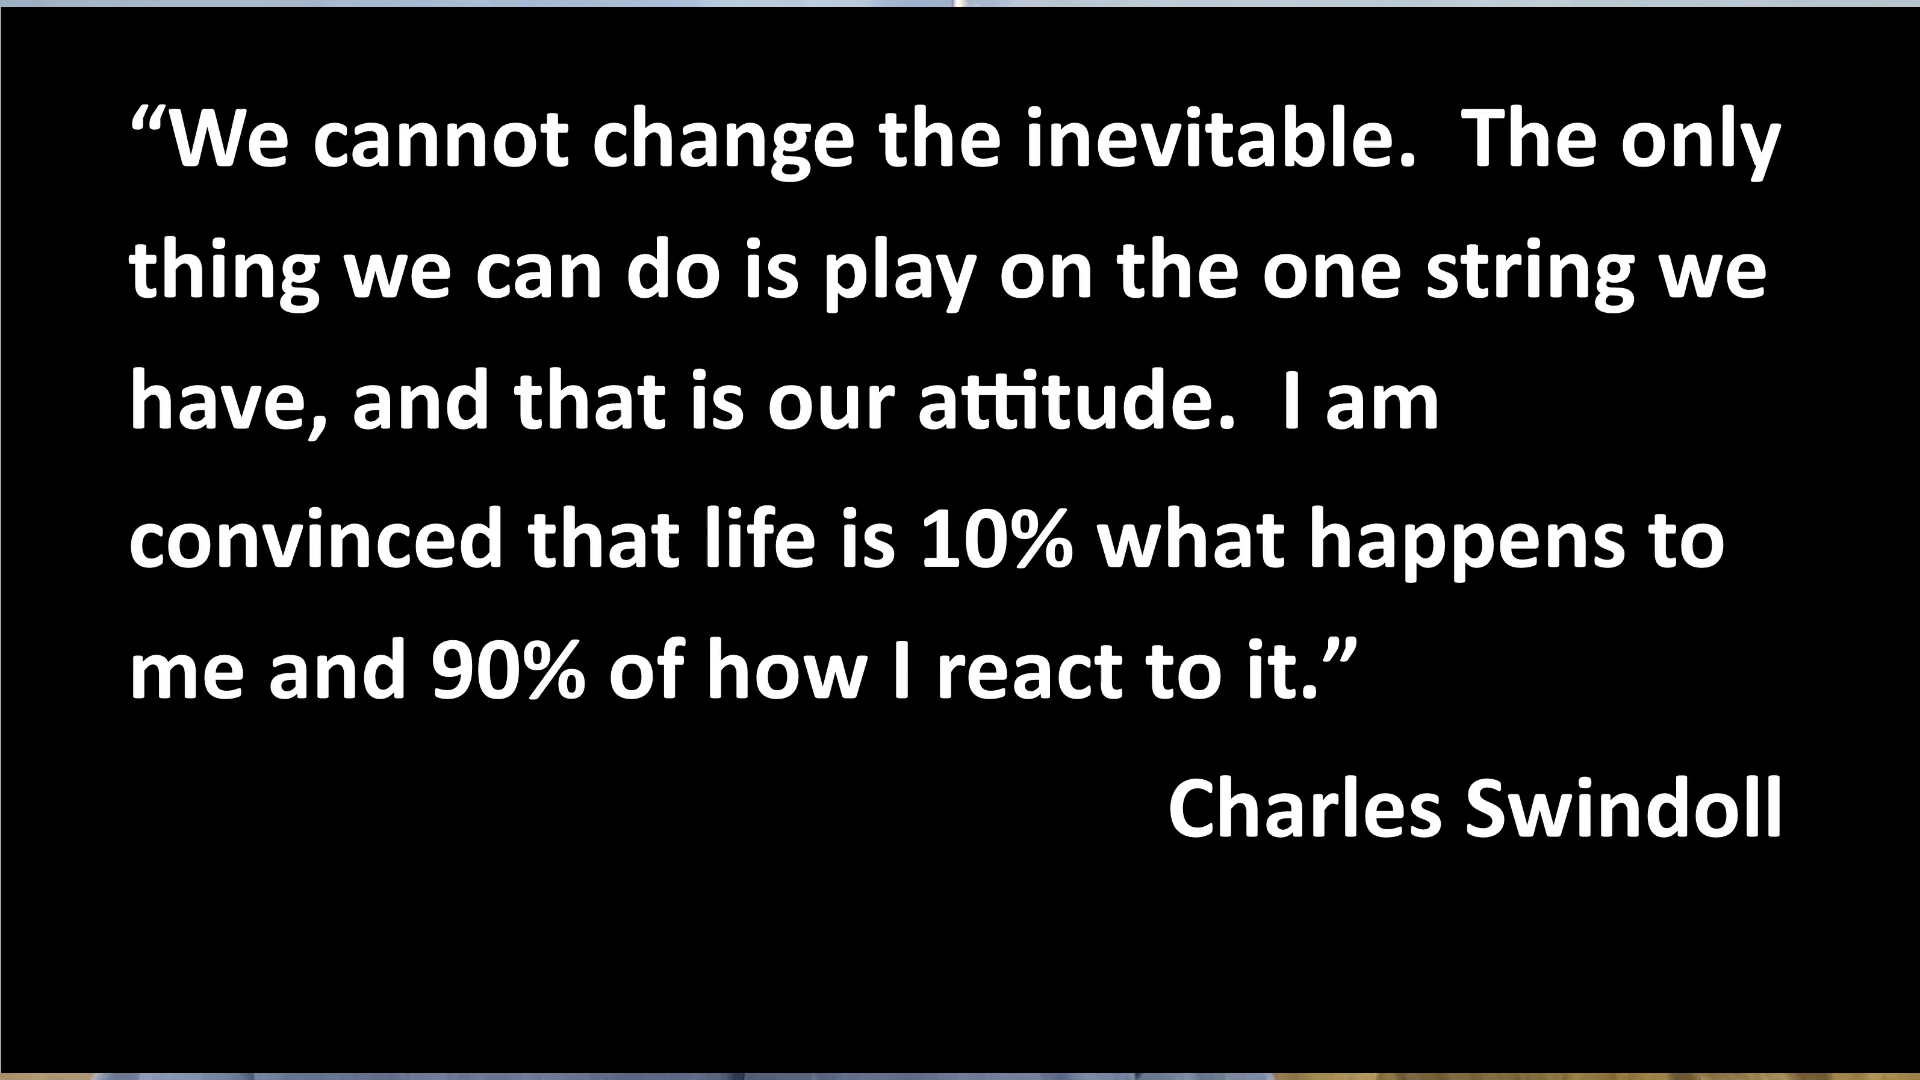 “We cannot change the inevitable.  The only
thing we can do is play on the one string we
have, and that is our attitude.  I am
convinced that life is 10% what happens to
me and 90% of how I react to it.”
Charles Swindoll